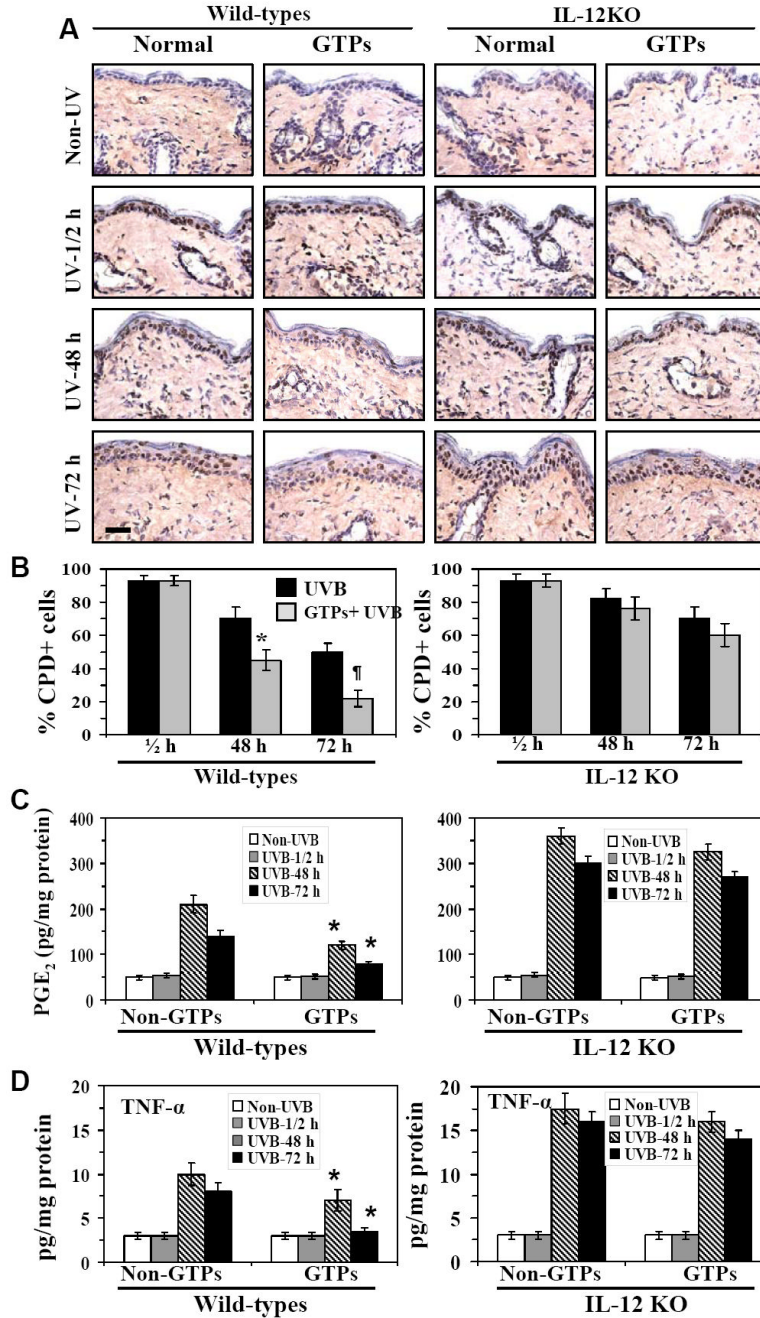 A
Wild-types
IL-12KO
Normal
GTPs
Normal
GTPs
Non-UV
UV-1/2 h
UV-48 h
UV-72 h
B
% CPD+ cells
100
80
60
40
20
0
UVB
GTPs+ UVB
*
¶
½ h
48 h
72 h
Wild-types
% CPD+ cells
100
80
60
40
20
0
½ h
48 h
72 h
IL-12 KO
C
PGE2 (pg/mg protein)
400
300
200
100
0
Non-UVB
UVB-1/2 h
UVB-48 h
UVB-72 h
*
*
Non-GTPs
GTPs
Wild-types
400
300
200
100
0
Non-UVB
UVB-1/2 h
UVB-48 h
UVB-72 h
Non-GTPs
GTPs
IL-12 KO
D
pg/mg protein
20
15
10
5
0
TNF-α
Non-UVB
UVB-1/2 h
UVB-48 h
UVB-72 h
*
*
Non-GTPs
GTPs
Wild-types
pg/mg protein
20
15
10
5
0
TNF-α
Non-UVB
UVB-1/2 h
UVB-48 h
UVB-72 h
Non-GTPs
GTPs
IL-12 KO